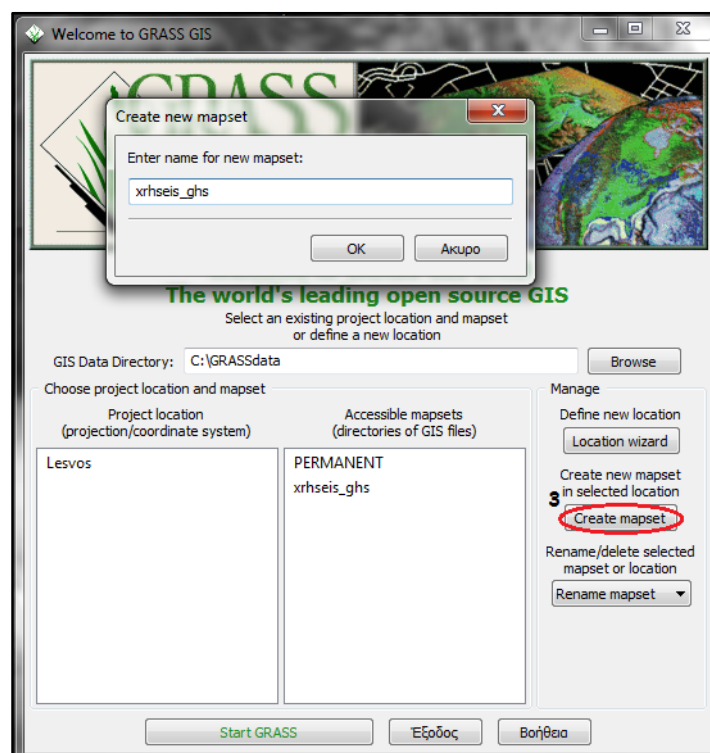 Welcome to GRASS GIS
GRASS
Create new mapset
Enter name for new mapset:
xrhseis_ghs
OK
Ακυρο
The world's leading open source GIS
Select an existing project location and mapset
or define a new location
GIS Data Directory:
C:\GRASSdata
Browse
Choose project location and mapset
Project location
(projection/coordinate system)
Lesvos
Accessible mapsets
(directories of GIS files)
PERMANENT
xrhseis_ghs
Manage
Define new location
Location wizard
Create new mapset
in selected location
3
Create mapset
Rename/delete selected
mapset or location
Rename mapset
Start GRASS
Έξοδος
Βοήθεια